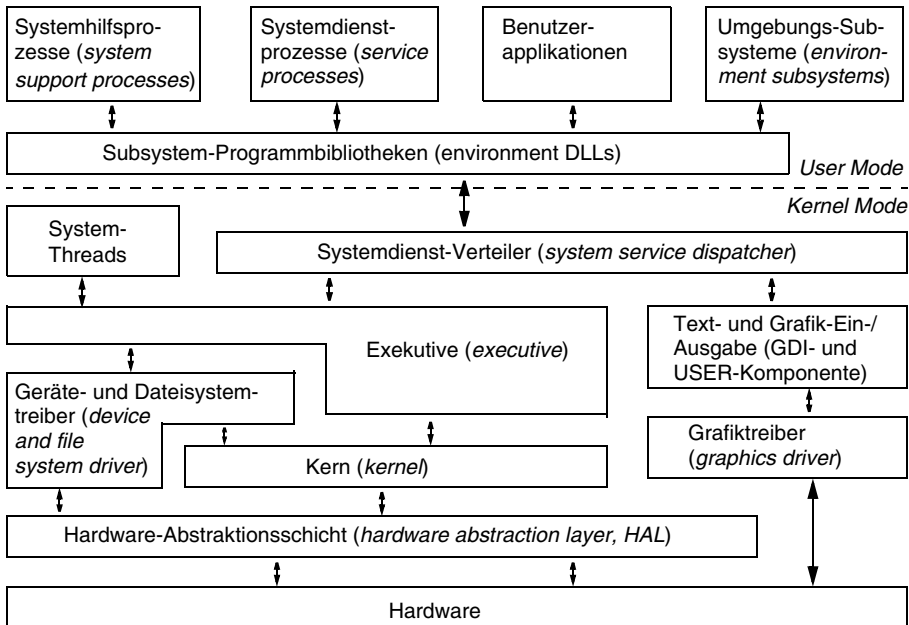 Systemhilfspro-
zesse (system
support processes)
Systemdienst-
prozesse (service
processes)
Benutzer-
applikationen
Umgebungs-Sub-
systeme (environ-
ment subsystems)
Subsystem-Programmbibliotheken (environment DLLs)
User Mode
Kernel Mode
System-
Threads
Systemdienst-Verteiler (system service dispatcher)
Exekutive (executive)
Text- und Grafik-Ein-/
Ausgabe (GDI- und
USER-Komponente)
Geräte- und Dateisystem-
treiber (device
and file
system driver)
Kern (kernel)
Grafiktreiber
(graphics driver)
Hardware-Abstraktionsschicht (hardware abstraction layer, HAL)
Hardware